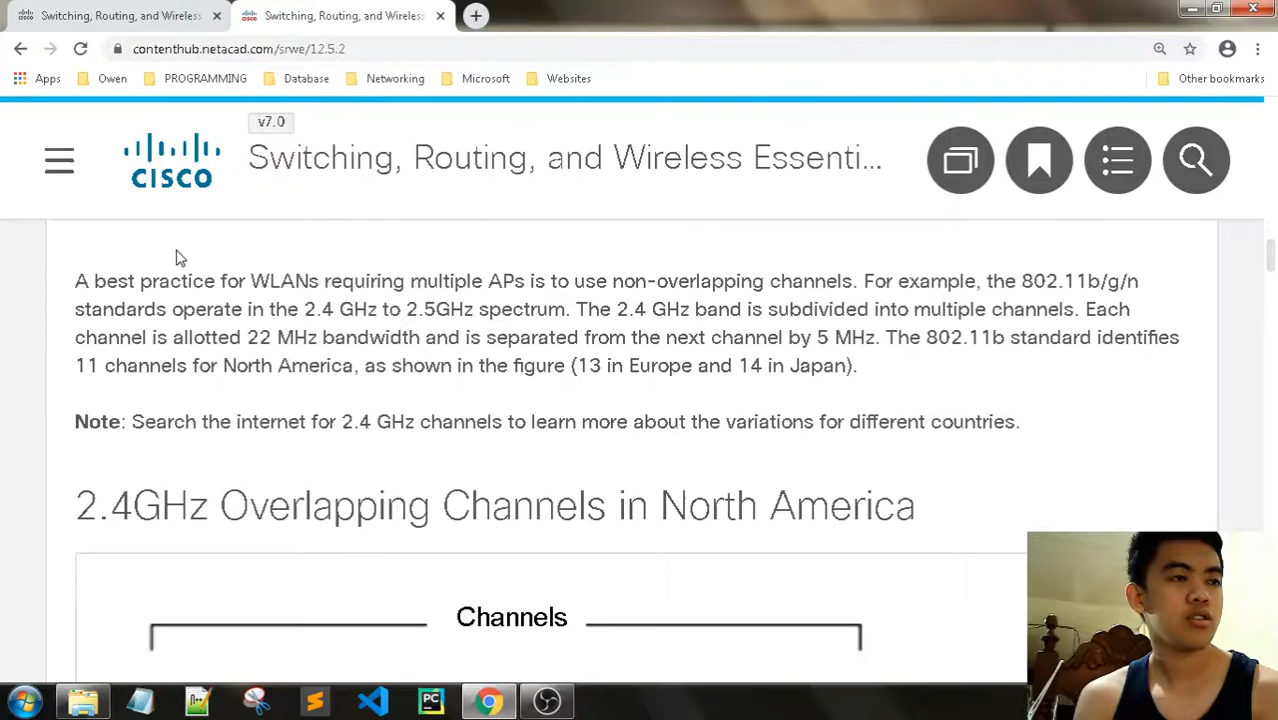 Switching, Routing, and Wireless
Switching, Routing, and Wireless
contenthub.netacad.com/srwe/12.5.2
Apps
Owen
PROGRAMMING
Database
Networking
Microsoft
Websites
Other bookmarks
v7.0
CISCO
Switching, Routing, and Wireless Essenti...
A best practice for WLANs requiring multiple APs is to use non-overlapping channels. For example, the 802.11b/g/n
standards operate in the 2.4 GHz to 2.5GHz spectrum. The 2.4 GHz band is subdivided into multiple channels. Each
channel is allotted 22 MHz bandwidth and is separated from the next channel by 5 MHz. The 802.11b standard identifies
11 channels for North America, as shown in the figure (13 in Europe and 14 in Japan).
Note: Search the internet for 2.4 GHz channels to learn more about the variations for different countries.
2.4GHz Overlapping Channels in North America
Channels
PC